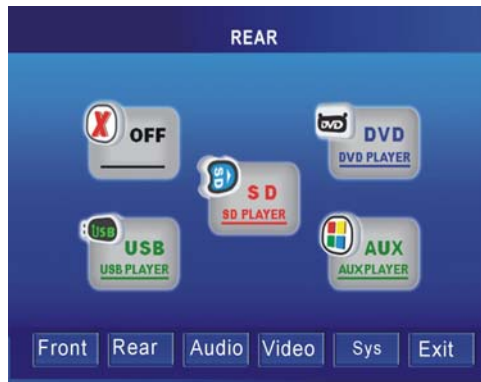 REAR
X OFF
DVD DVD
DVD PLAYER
SD SD
SD PLAYER
USB USB
USB PLAYER
AUX
AUX PLAYER
Front Rear Audio Video Sys Exit